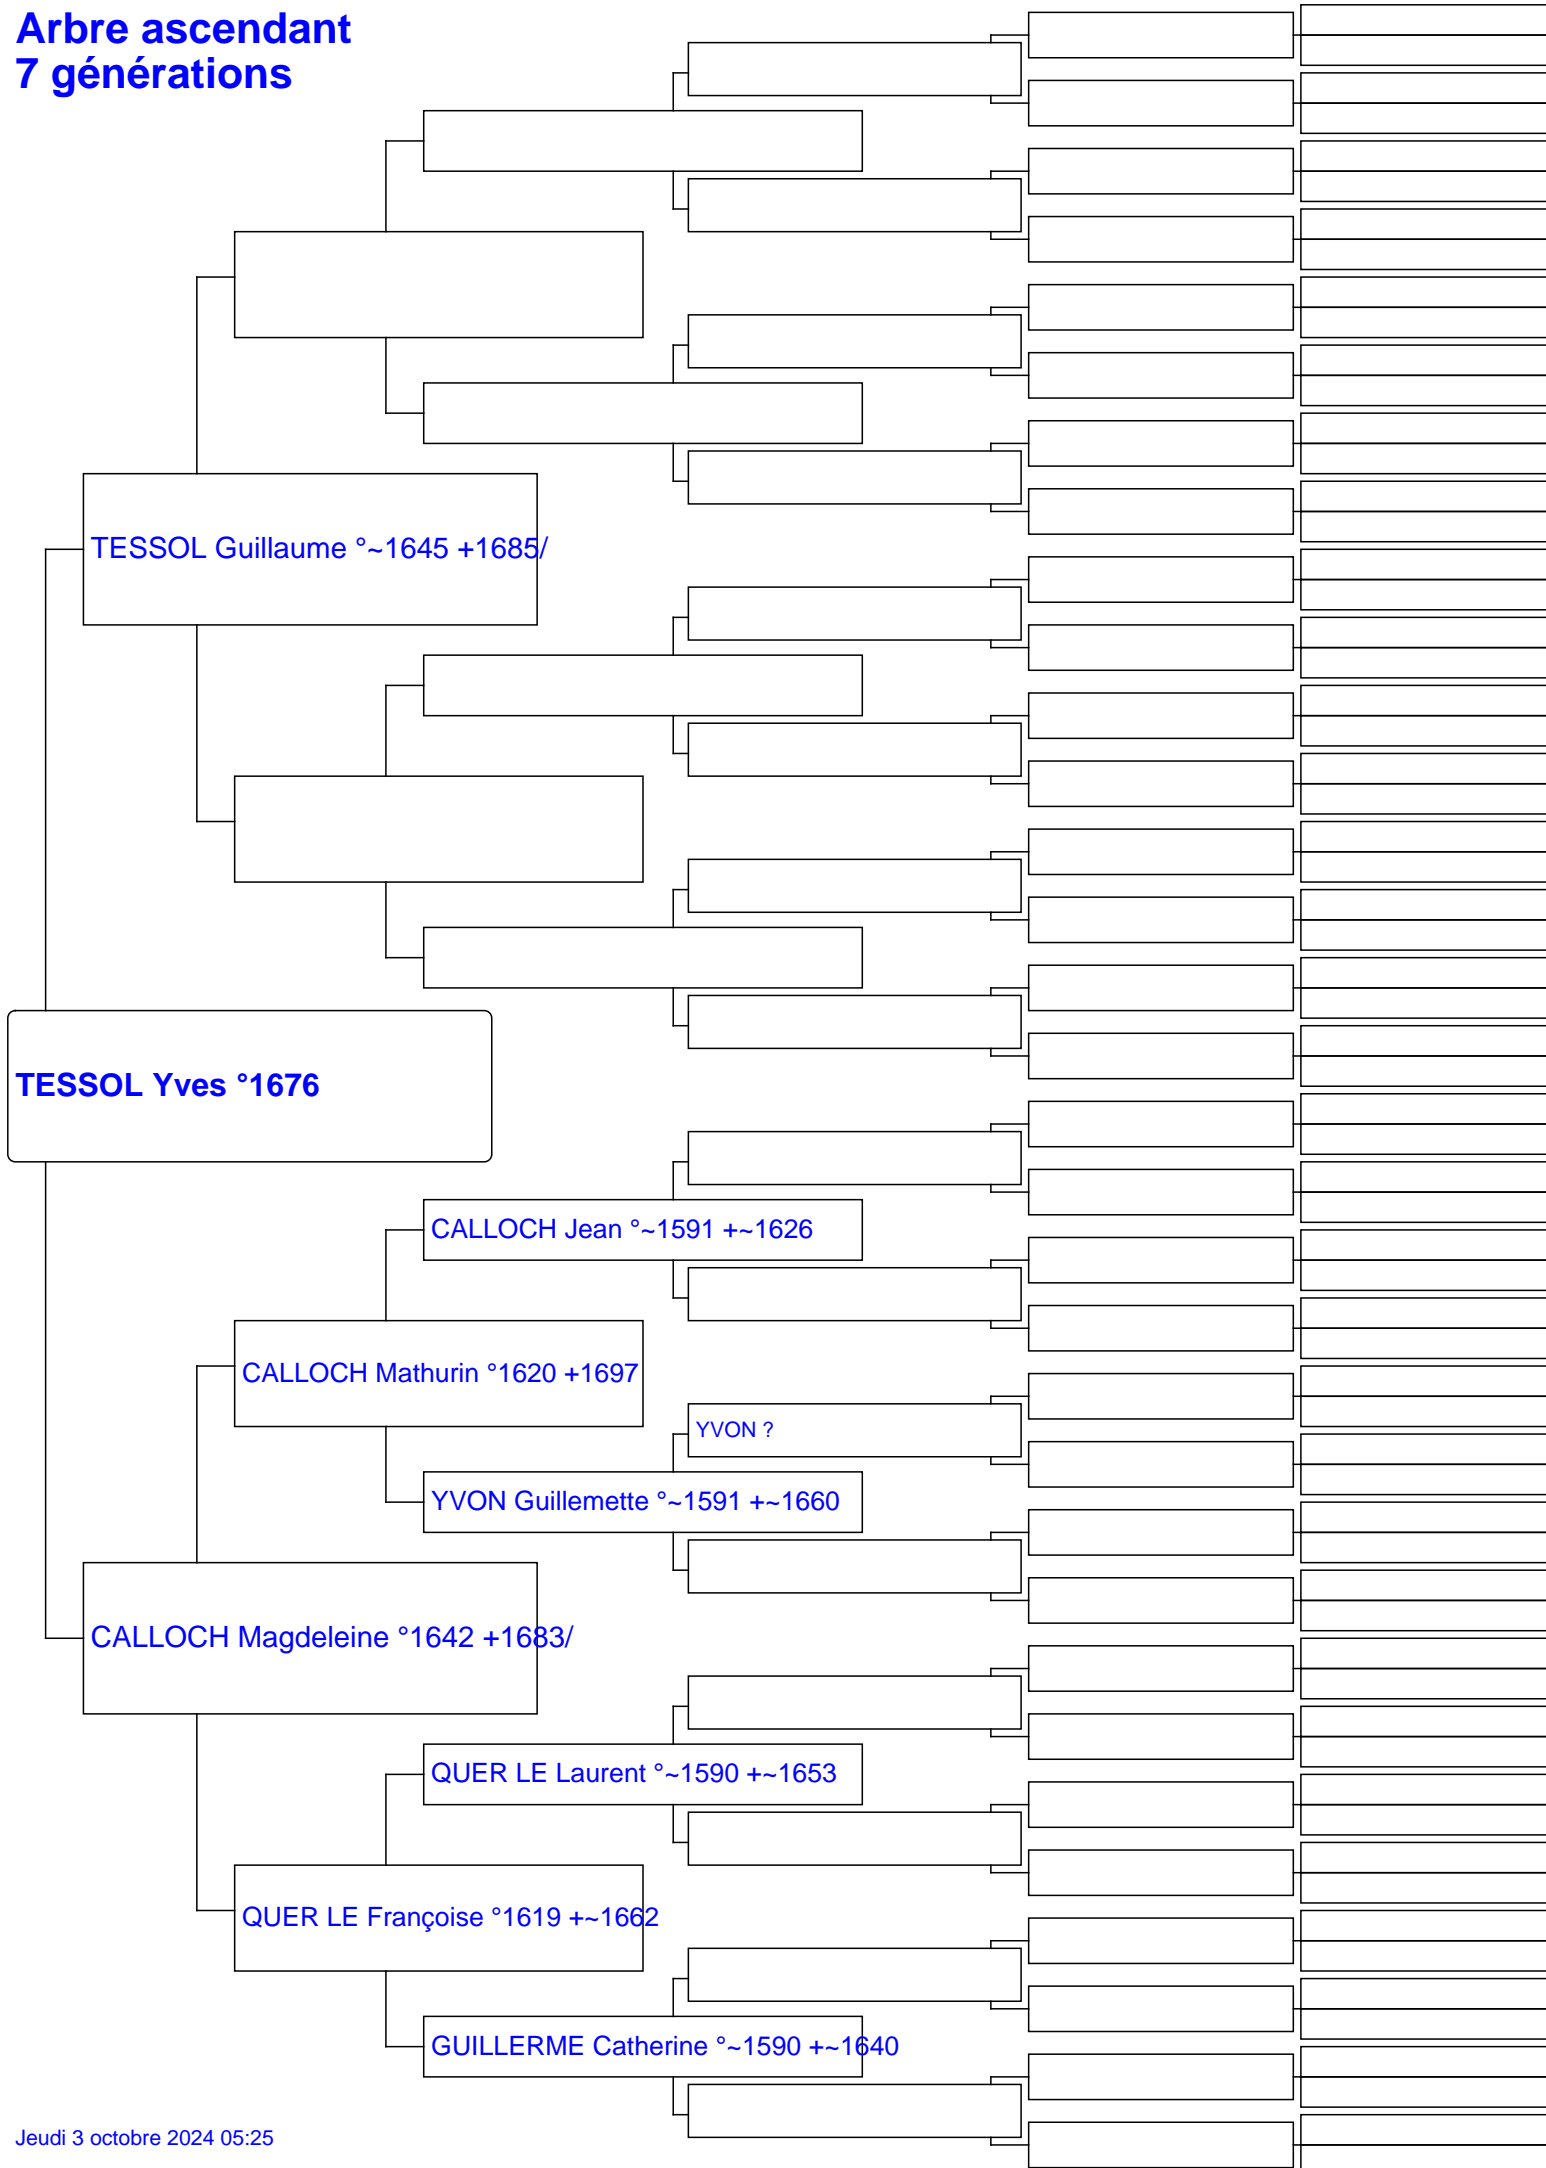 Arbre ascendant
7 générations
TESSOL Guillaume °~1645 +1685/
TESSOL Yves °1676
CALLOCH Jean °~1591 +~1626
CALLOCH Mathurin °1620 +1697
YVON ?
YVON Guillemette °~1591 +~1660
CALLOCH Magdeleine °1642 +1683/
QUER LE Laurent °~1590 +~1653
QUER LE Françoise °1619 +~1662
GUILLERME Catherine °~1590 +~1640
Jeudi 3 octobre 2024 05:25